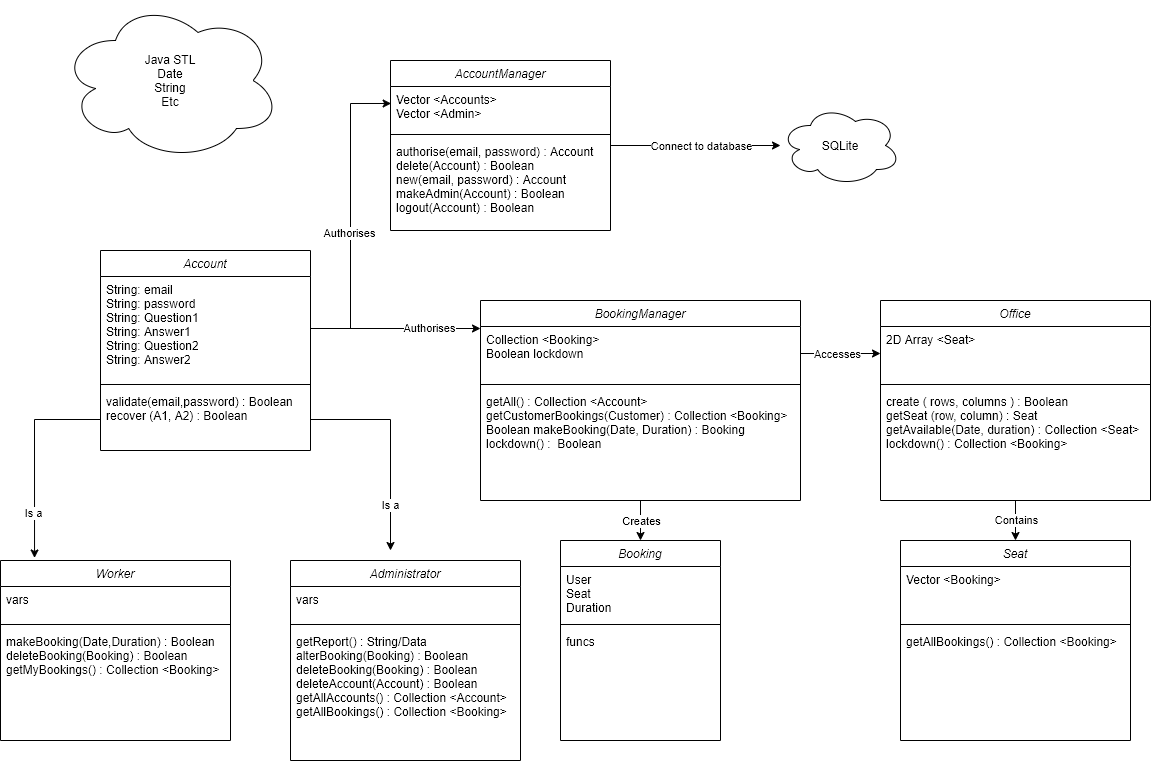 Java STL
Date
String
Etc
AccountManager
Vector <Accounts>
Vector <Admin>
authorise(email, password) : Account
delete(Account) : Boolean
new(email, password) : Account
makeAdmin(Account) : Boolean
logout(Account) : Boolean
Connect to database
SQLite
Authorises
Account
String: email
String: password
String: Question1
String: Answer1
String: Question2
String: Answer2
validate(email,password) : Boolean
recover (A1, A2) : Boolean
Authorises
BookingManager
Collection <Booking>
Boolean lockdown
getAll() : Collection <Account>
getCustomerBookings(Customer) : Collection <Booking>
Boolean makeBooking(Date, Duration) : Booking
lockdown() : Boolean
Accesses
Office
2D Array <Seat>
create ( rows, columns ) : Boolean
getSeat (row, column) : Seat
getAvailable(Date, duration) : Collection <Seat>
lockdown() : Collection <Booking>
Is a
Is a
Creates
Contains
Worker
vars
makeBooking(Date,Duration) : Boolean
deleteBooking(Booking) : Boolean
getMyBookings() : Collection <Booking>
Administrator
vars
getReport() : String/Data
alterBooking(Booking) : Boolean
deleteBooking(Booking) : Boolean
deleteAccount(Account) : Boolean
getAllAccounts() : Collection <Account>
getAllBookings() : Collection <Booking>
Booking
User
Seat
Duration
funcs
Seat
Vector <Booking>
getAllBookings() : Collection <Booking>